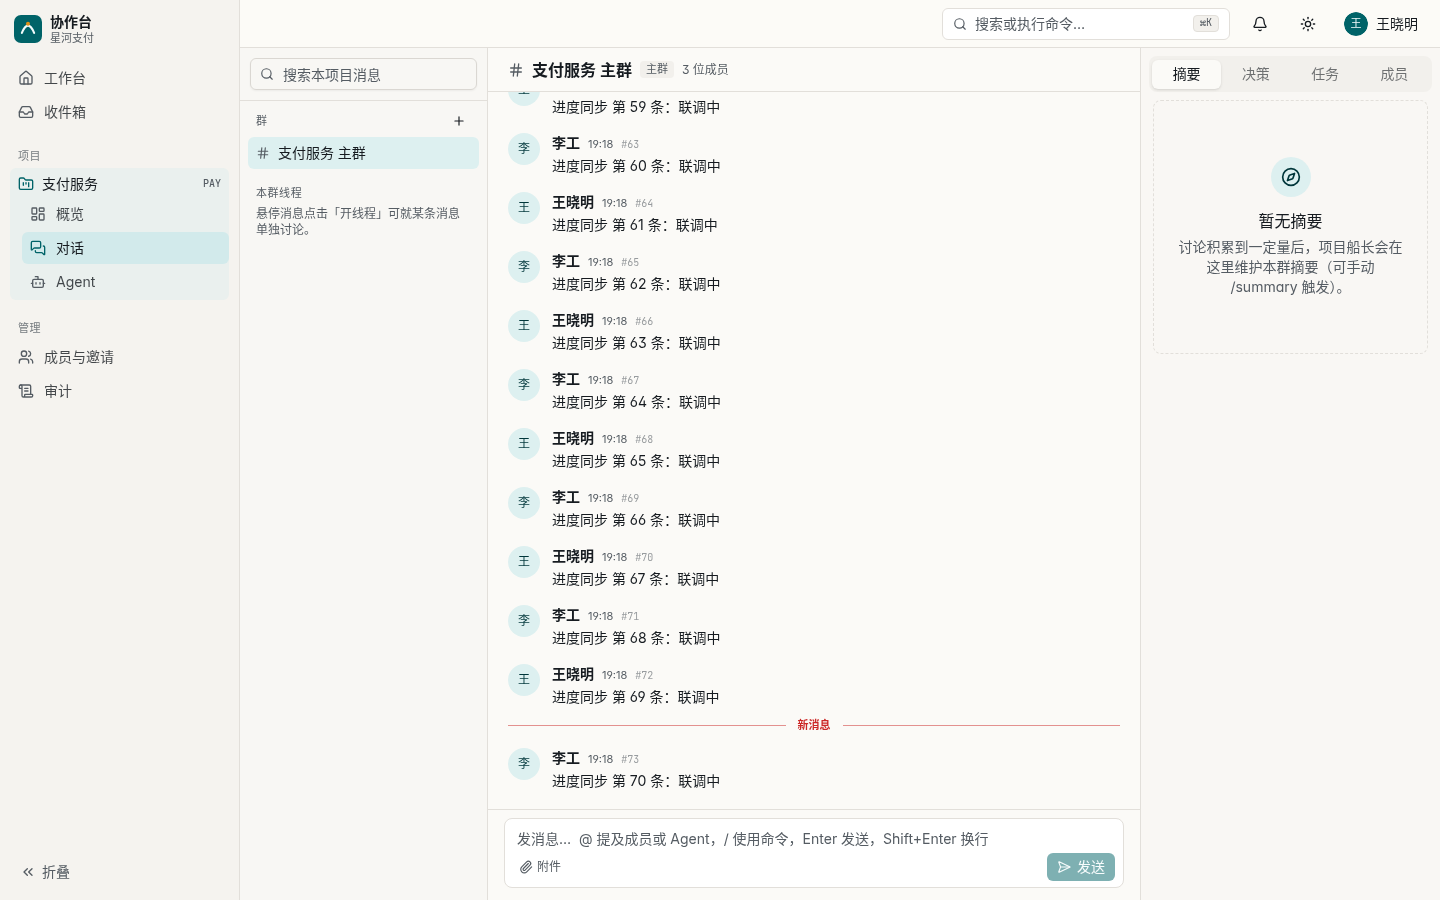 协作台
星河支付
工作台
收件箱
项目
支付服务 PAY
概览
对话
Agent
管理
成员与邀请
审计
折叠
搜索或执行命令... ⌘K
王 王晓明
搜索本项目消息
群
支付服务 主群
本群线程
悬停消息点击「开线程」可就某条消息
单独讨论。
支付服务 主群 主群 3 位成员
进度同步 第 59 条：联调中
李 李工 19:18 #63
进度同步 第 60 条：联调中
王 王晓明 19:18 #64
进度同步 第 61 条：联调中
李 李工 19:18 #65
进度同步 第 62 条：联调中
王 王晓明 19:18 #66
进度同步 第 63 条：联调中
李 李工 19:18 #67
进度同步 第 64 条：联调中
王 王晓明 19:18 #68
进度同步 第 65 条：联调中
李 李工 19:18 #69
进度同步 第 66 条：联调中
王 王晓明 19:18 #70
进度同步 第 67 条：联调中
李 李工 19:18 #71
进度同步 第 68 条：联调中
王 王晓明 19:18 #72
进度同步 第 69 条：联调中
新消息
李 李工 19:18 #73
进度同步 第 70 条：联调中
发消息... @ 提及成员或 Agent，/ 使用命令，Enter 发送，Shift+Enter 换行
附件
发送
摘要 决策 任务 成员
暂无摘要
讨论积累到一定量后，项目船长会在
这里维护本群摘要（可手动
/summary 触发）。